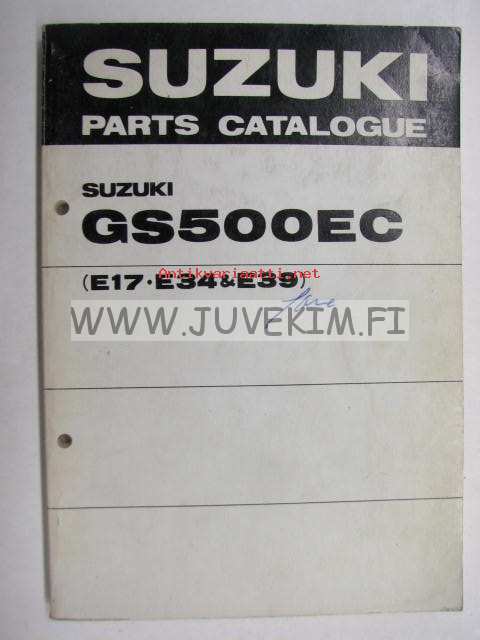 SUZUKI
PARTS CATALOGUE
SUZUKI
GS500EC
Antikvariaatti.net
(E17·E34&E39)
WWW.JUVEKIM.FI